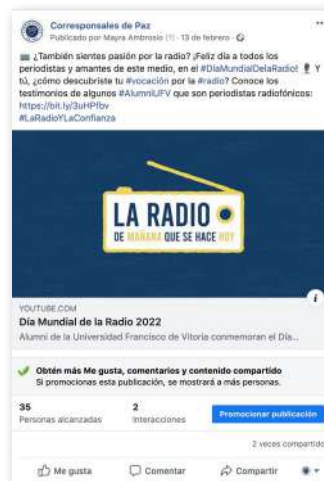 Corresponsales de Paz
Publicado por Mayra Ambrosio · 13 de febrero ·
¿También sientes pasión por la radio? ¡Feliz día a todos los
periodistas y amantes de este medio, en el #DíaMundialDelaRadio! Y
tú, ¿cómo descubriste tu #vocación por la #radio? Conoce los
testimonios de algunos #AlumniUFV que son periodistas radiofónicos:
https://bit.ly/3uHPfbv
#LaRadioYLaConfianza
LA RADIO
DE MAÑANA QUE SE HACE HOY
YOUTUBE.COM
Día Mundial de la Radio 2022
Alumni de la Universidad Francisco de Vitoria conmemoran el Día...
Obtén más Me gusta, comentarios y contenido compartido
Si promocionas esta publicación, se mostrará a más personas.
35 2
Personas alcanzadas Interacciones Promocionar publicación
2 veces compartido
Me gusta Comentar Compartir